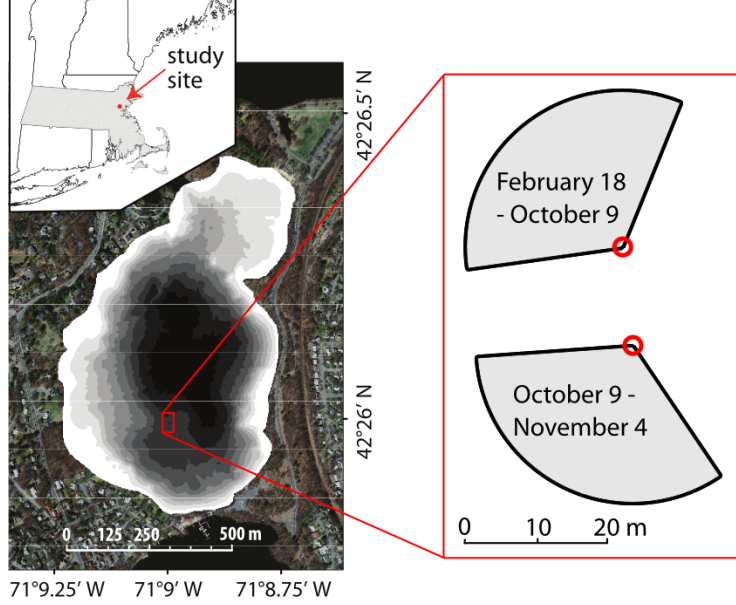 study
site
42°26.5′ N
February 18
- October 9
42°26′ N
October 9 -
November 4
0 125 250 500 m
0 10 20 m
71°9.25′ W 71°9′ W 71°8.75′ W